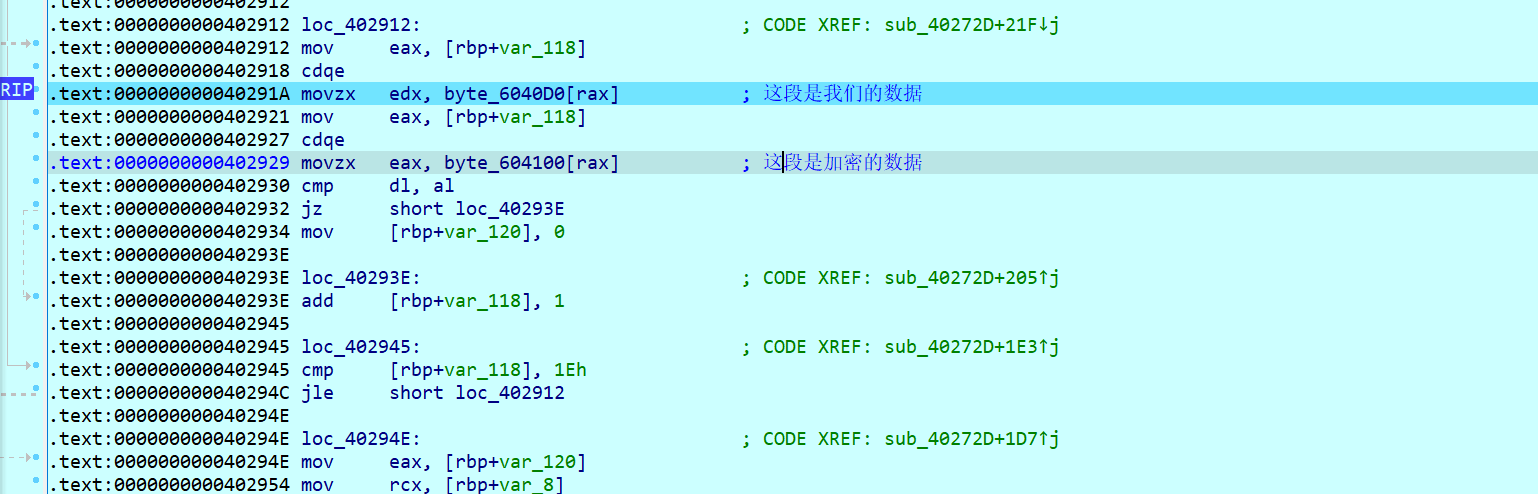 .text:0000000000402912
.text:0000000000402912 loc_402912: ; CODE XREF: sub_40272D+21F↓j
.text:0000000000402912 mov eax, [rbp+var_118]
.text:0000000000402918 cdqe
RIP .text:000000000040291A movzx edx, byte_6040D0[rax] ; 这段是我们的数据
.text:0000000000402921 mov eax, [rbp+var_118]
.text:0000000000402927 cdqe
.text:0000000000402929 movzx eax, byte_604100[rax] ; 这段是加密的数据
.text:0000000000402930 cmp dl, al
.text:0000000000402932 jz short loc_40293E
.text:0000000000402934 mov [rbp+var_120], 0
.text:000000000040293E
.text:000000000040293E loc_40293E: ; CODE XREF: sub_40272D+205↑j
.text:000000000040293E add [rbp+var_118], 1
.text:0000000000402945
.text:0000000000402945 loc_402945: ; CODE XREF: sub_40272D+1E3↑j
.text:0000000000402945 cmp [rbp+var_118], 1Eh
.text:000000000040294C jle short loc_402912
.text:000000000040294E
.text:000000000040294E loc_40294E: ; CODE XREF: sub_40272D+1D7↑j
.text:000000000040294E mov eax, [rbp+var_120]
.text:0000000000402954 mov rcx, [rbp+var_8]